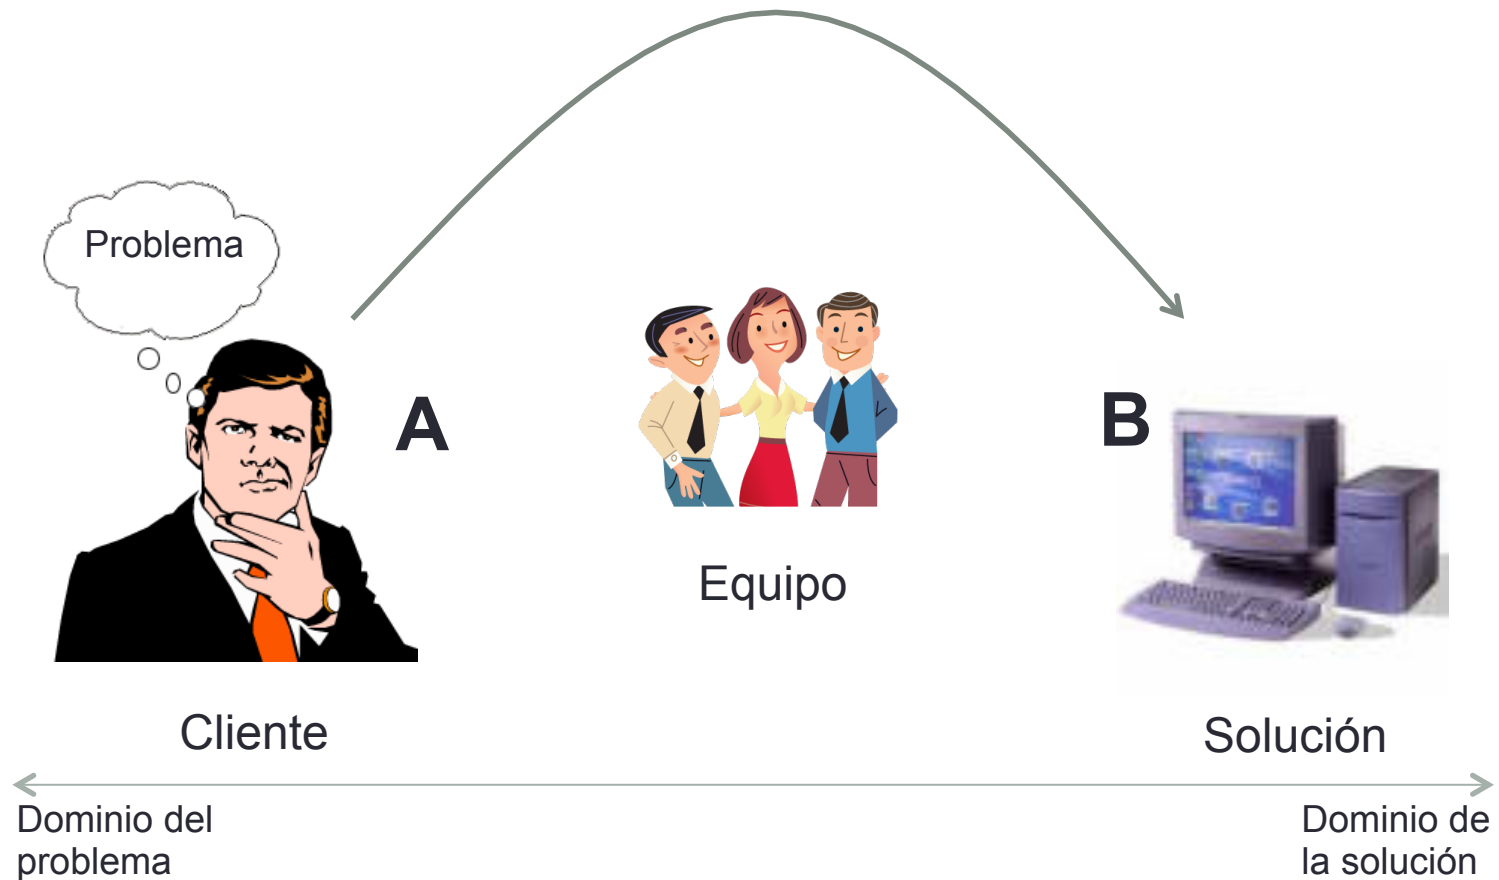 Problema
A
B
Equipo
Cliente
Solución
Dominio del
problema
Dominio de
la solución